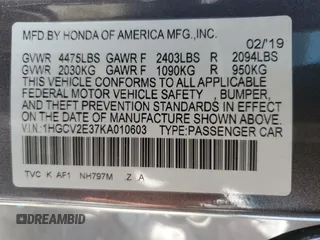 MFD.BY HONDA OF AMERICA MFG.,INC.
02/'19
GVWR 4475LBS GAWR F 2403LBS R 2094LBS
GVWR 2030KG GAWR F 1090KG R 950KG
THIS VEHICLE CONFORMS TO ALL APPLICABLE
FEDERAL MOTOR VEHICLE SAFETY, BUMPER,
AND THEFT PREVENTION STANDARDS IN EFFECT
ON THE DATE OF MANUFACTURE SHOWN ABOVE.
V.I.N:1HGCV2E37KA010603 TYPE:PASSENGER CAR
TVC K AF1 NH797M Z A
DREAMBID